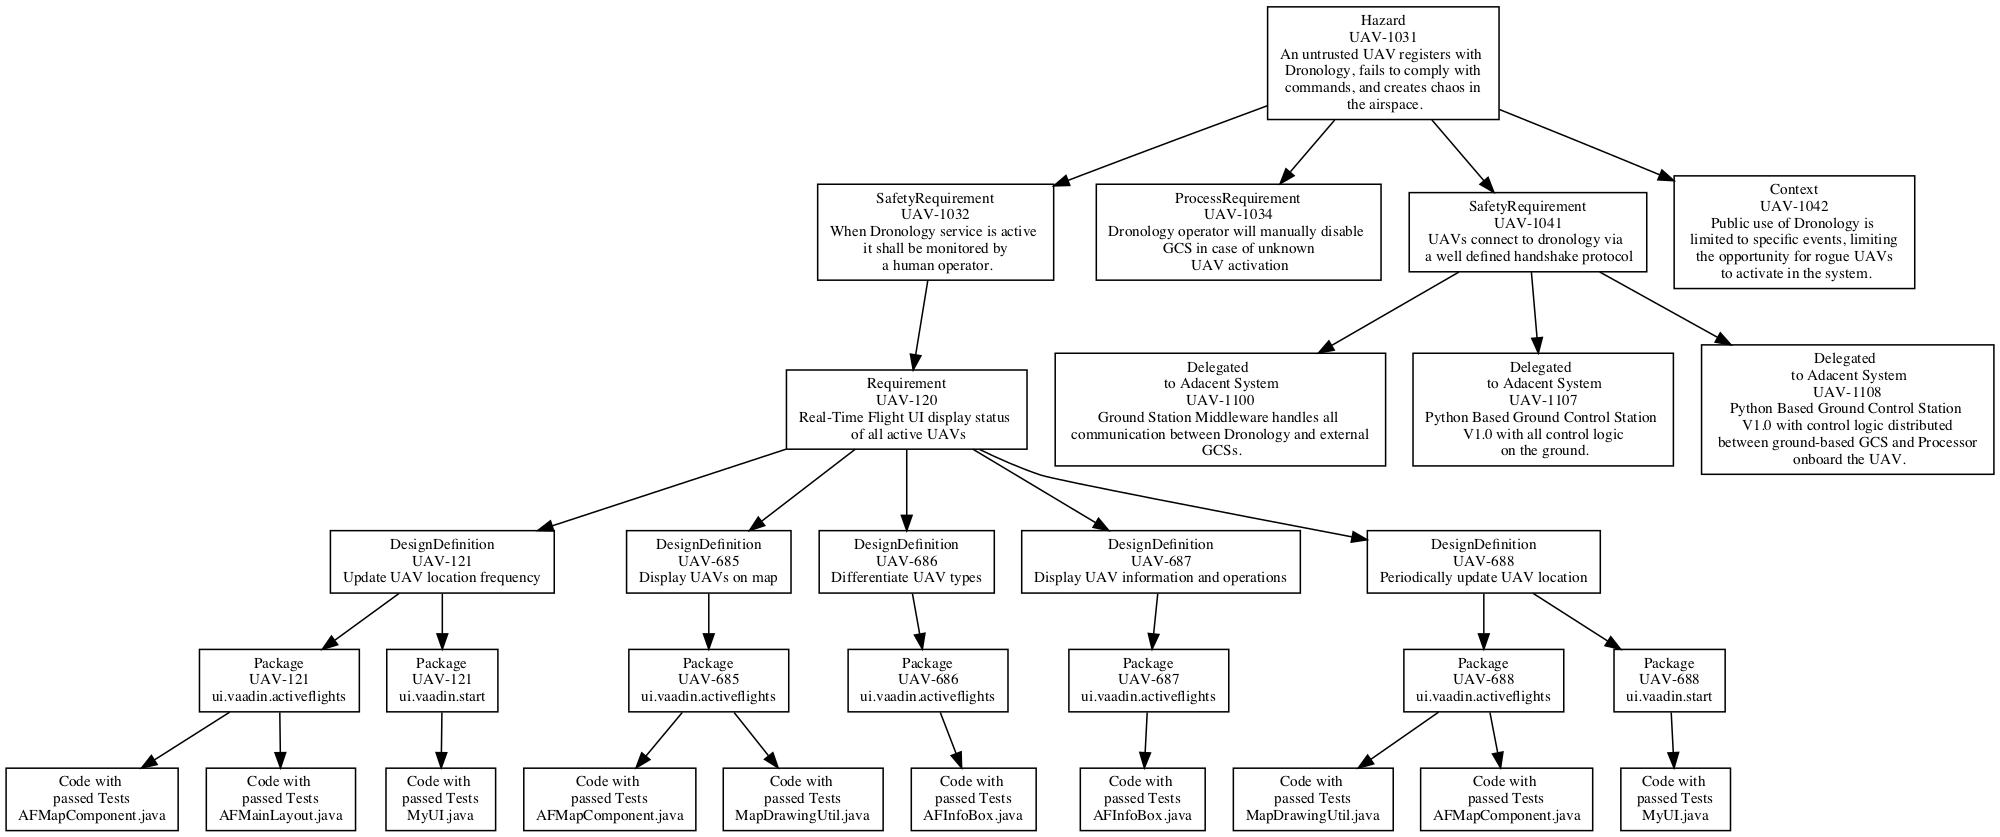 Hazard
UAV-1031
An untrusted UAV registers with
Dronology, fails to comply with
commands, and creates chaos in
the airspace.
SafetyRequirement
UAV-1032
When Dronology service is active
it shall be monitored by
a human operator.
ProcessRequirement
UAV-1034
Dronology operator will manually disable
GCS in case of unknown
UAV activation
SafetyRequirement
UAV-1041
UAVs connect to dronology via
a well defined handshake protocol
Context
UAV-1042
Public use of Dronology is
limited to specific events, limiting
the opportunity for rogue UAVs
to activate in the system.
Requirement
UAV-120
Real-Time Flight UI display status
of all active UAVs
Delegated
to Adacent System
UAV-1100
Ground Station Middleware handles all
communication between Dronology and external
GCSs.
Delegated
to Adacent System
UAV-1107
Python Based Ground Control Station
V1.0 with all control logic
on the ground.
Delegated
to Adacent System
UAV-1108
Python Based Ground Control Station
V1.0 with control logic distributed
between ground-based GCS and Processor
onboard the UAV.
DesignDefinition
UAV-121
Update UAV location frequency
DesignDefinition
UAV-685
Display UAVs on map
DesignDefinition
UAV-686
Differentiate UAV types
DesignDefinition
UAV-687
Display UAV information and operations
DesignDefinition
UAV-688
Periodically update UAV location
Package
UAV-121
ui.vaadin.activeflights
Package
UAV-121
ui.vaadin.start
Package
UAV-685
ui.vaadin.activeflights
Package
UAV-686
ui.vaadin.activeflights
Package
UAV-687
ui.vaadin.activeflights
Package
UAV-688
ui.vaadin.activeflights
Package
UAV-688
ui.vaadin.start
Code with
passed Tests
AFMapComponent.java
Code with
passed Tests
AFMainLayout.java
Code with
passed Tests
MyUI.java
Code with
passed Tests
AFMapComponent.java
Code with
passed Tests
MapDrawingUtil.java
Code with
passed Tests
AFInfoBox.java
Code with
passed Tests
AFInfoBox.java
Code with
passed Tests
MapDrawingUtil.java
Code with
passed Tests
AFMapComponent.java
Code with
passed Tests
MyUI.java